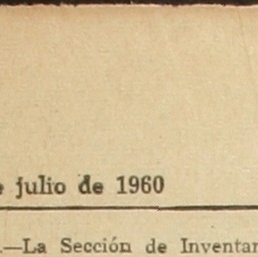 e julio de 1960
.—La Sección de Inventar